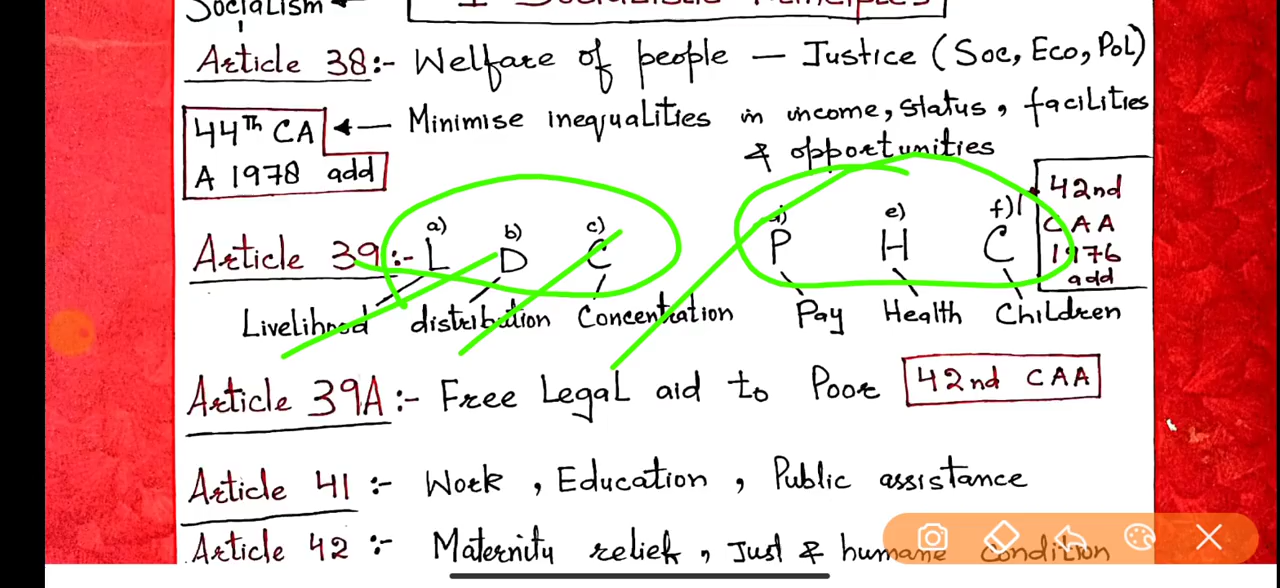 Socialism
Article 38:- Welfare of people — Justice (Soc, Eco, Pol)
44TH CA
A 1978 add
Minimise inequalities in income, status, facilities
& opportunities
42nd
CAA
1976
add
a) b) c) d) e) f)
Article 39:- L D C P H C
Livelihood distribution Concentration Pay Health Children
Article 39A:- Free Legal aid to Poor 42nd CAA
Article 41:- Work, Education, Public assistance
Article 42:- Maternity relief, Just & humane condition